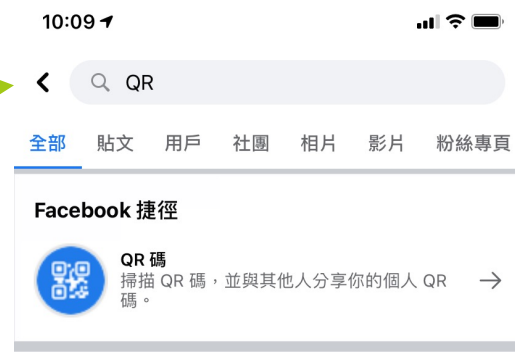 10:09
QR
全部 貼文 用戶 社團 相片 影片 粉絲專頁
Facebook 捷徑
QR 碼
掃描 QR 碼，並與其他人分享你的個人 QR
碼。